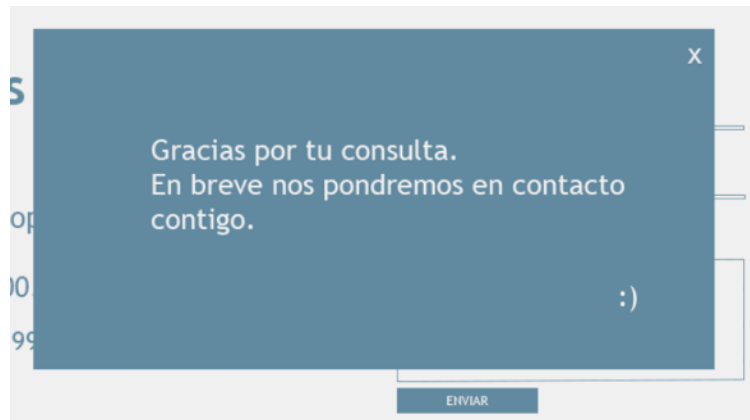 x
Gracias por tu consulta.
En breve nos pondremos en contacto
contigo.
:)
ENVIAR